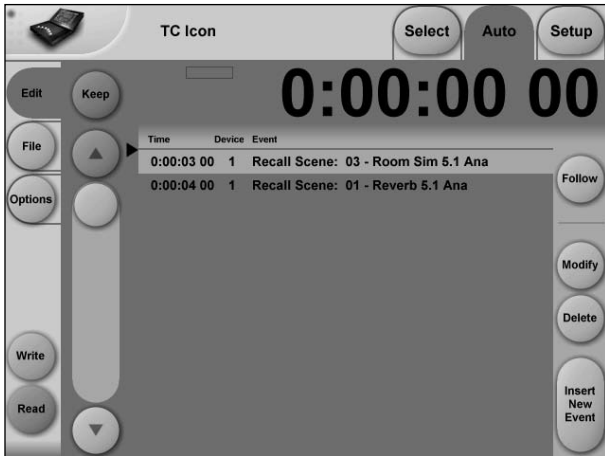 TC Icon
Select
Auto
Setup
0:00:00 00
Edit
Keep
File
Options
Write
Read
Time Device Event
0:00:03 00 1 Recall Scene: 03 - Room Sim 5.1 Ana
0:00:04 00 1 Recall Scene: 01 - Reverb 5.1 Ana
Follow
Modify
Delete
Insert
New
Event